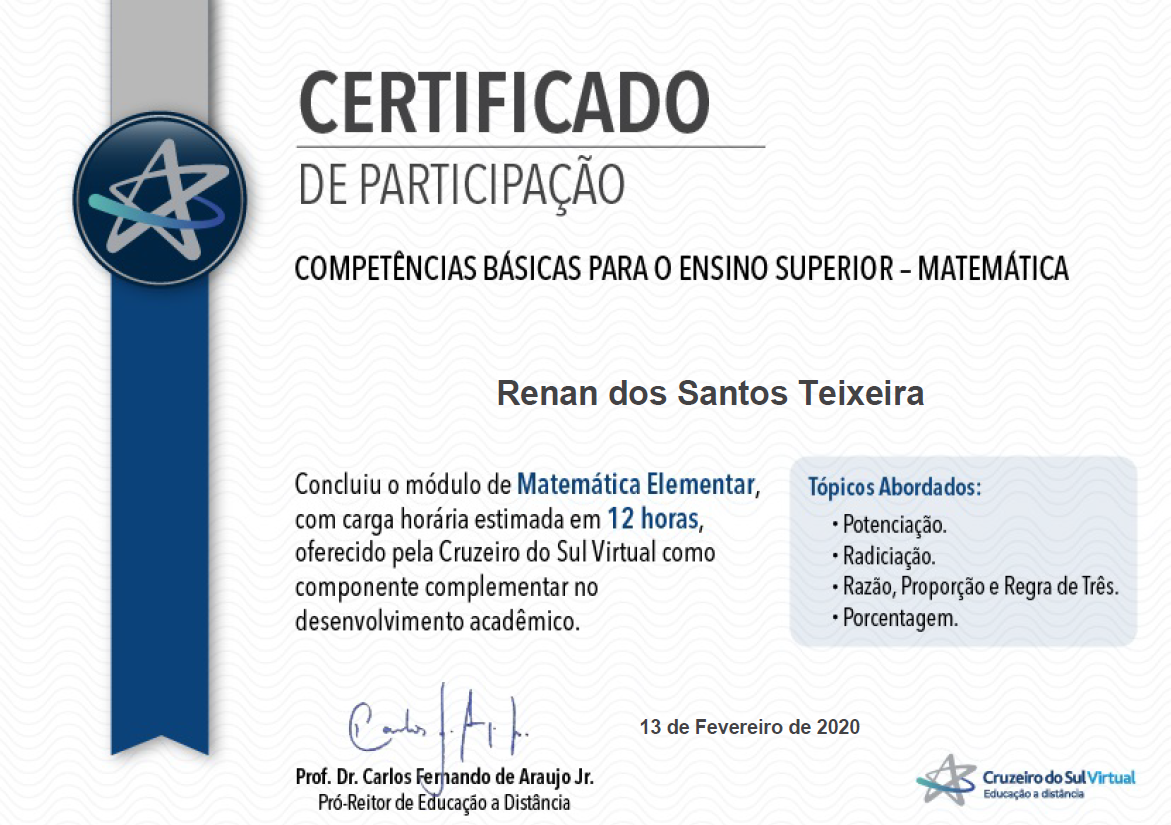 CERTIFICADO
DE PARTICIPAÇÃO
COMPETÊNCIAS BÁSICAS PARA O ENSINO SUPERIOR – MATEMÁTICA
Renan dos Santos Teixeira
Concluiu o módulo de Matemática Elementar,
com carga horária estimada em 12 horas,
oferecido pela Cruzeiro do Sul Virtual como
componente complementar no
desenvolvimento acadêmico.
Tópicos Abordados:
• Potenciação.
• Radiciação.
• Razão, Proporção e Regra de Três.
• Porcentagem.
13 de Fevereiro de 2020
Prof. Dr. Carlos Fernando de Araujo Jr.
Pró-Reitor de Educação a Distância
Cruzeiro do Sul Virtual
Educação a distância